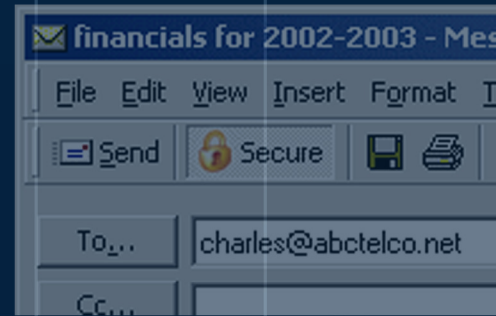 financials for 2002-2003 - Mes
File Edit View Insert Format T
Send Secure
To... charles@abctelco.net
Cc...